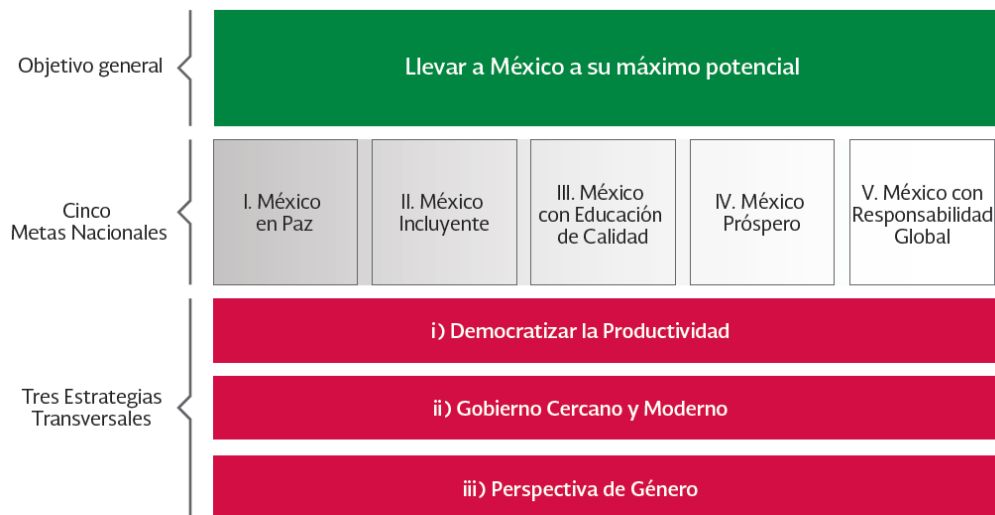 Objetivo general
Llevar a México a su máximo potencial
Cinco
Metas Nacionales
I. México
en Paz
II. México
Incluyente
III. México
con Educación
de Calidad
IV. México
Próspero
V. México con
Responsabilidad
Global
Tres Estrategias
Transversales
i) Democratizar la Productividad
ii) Gobierno Cercano y Moderno
iii) Perspectiva de Género